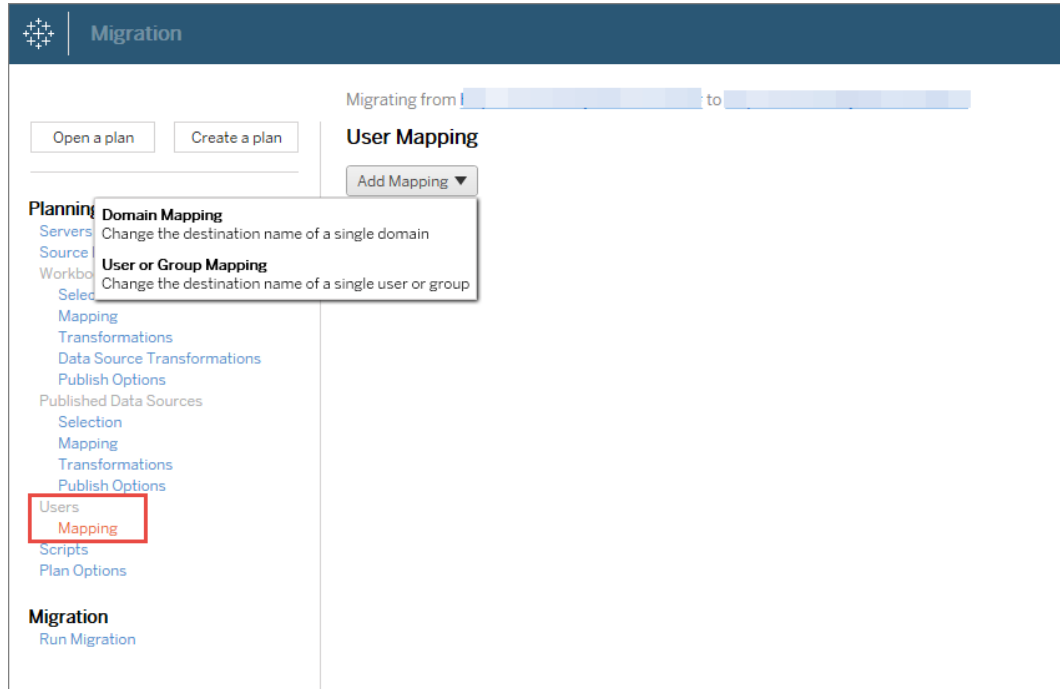 Migration
Migrating from to
Open a plan
Create a plan
User Mapping
Add Mapping ▼
Planning
Domain Mapping
Change the destination name of a single domain
User or Group Mapping
Change the destination name of a single user or group
Servers
Source
Selec
Mapping
Transformations
Data Source Transformations
Publish Options
Published Data Sources
Selection
Mapping
Transformations
Publish Options
Users
Mapping
Scripts
Plan Options
Migration
Run Migration